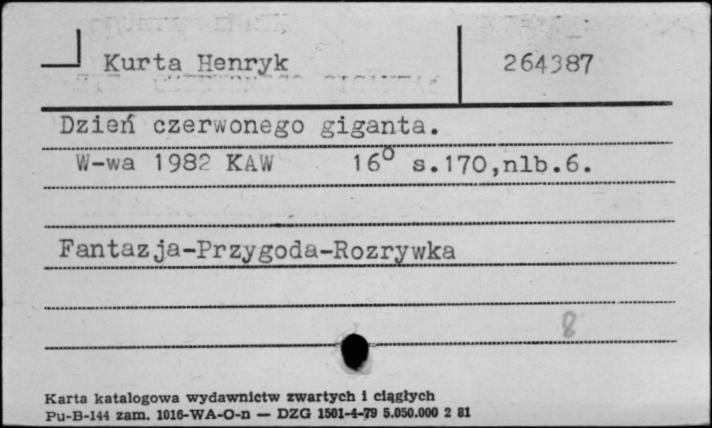 Kurta Henryk 264387
Dzień czerwonego giganta.
W-wa 1982 KAW 16° s.170,nlb.6.
Fantazja-Przygoda-Rozrywka
8
Karta katalogowa wydawnictw zwartych i ciągłych
Pu-B-144 zam. 1016-WA-O-n — DZG 1501-4-79 5.050.000 2 81